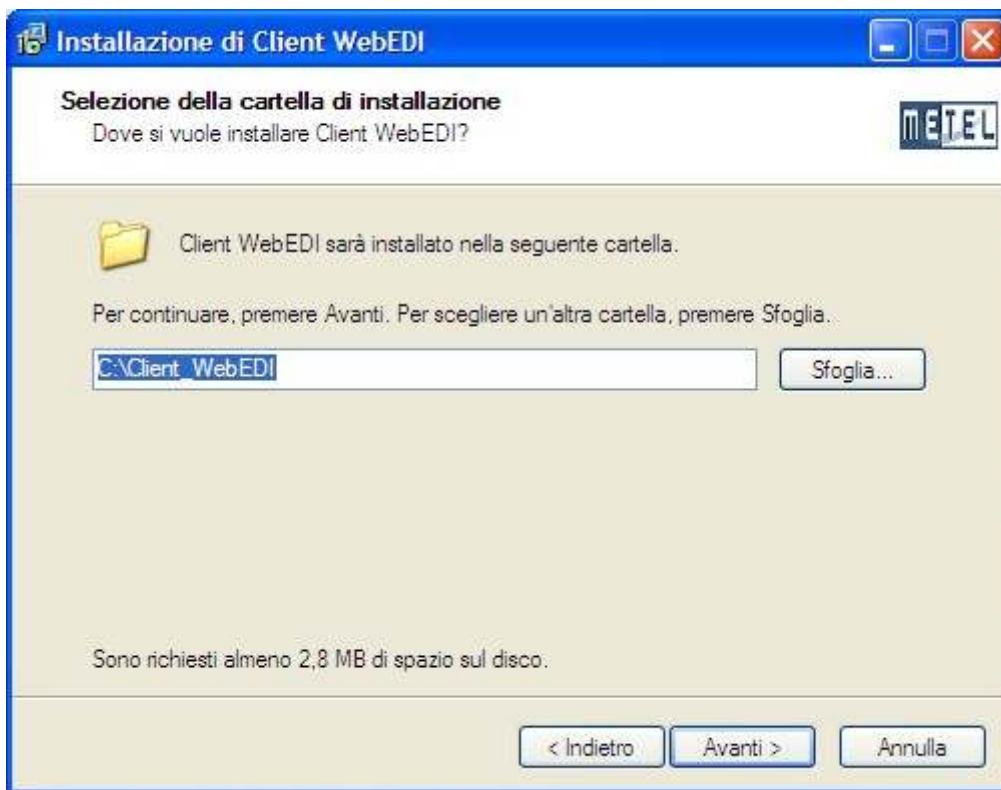 Installazione di Client WebEDI
Selezione della cartella di installazione
Dove si vuole installare Client WebEDI?
METEL
Client WebEDI sarà installato nella seguente cartella.
Per continuare, premere Avanti. Per scegliere un'altra cartella, premere Sfoglia.
C:\Client_WebEDI
Sfoglia...
Sono richiesti almeno 2,8 MB di spazio sul disco.
< Indietro
Avanti >
Annulla